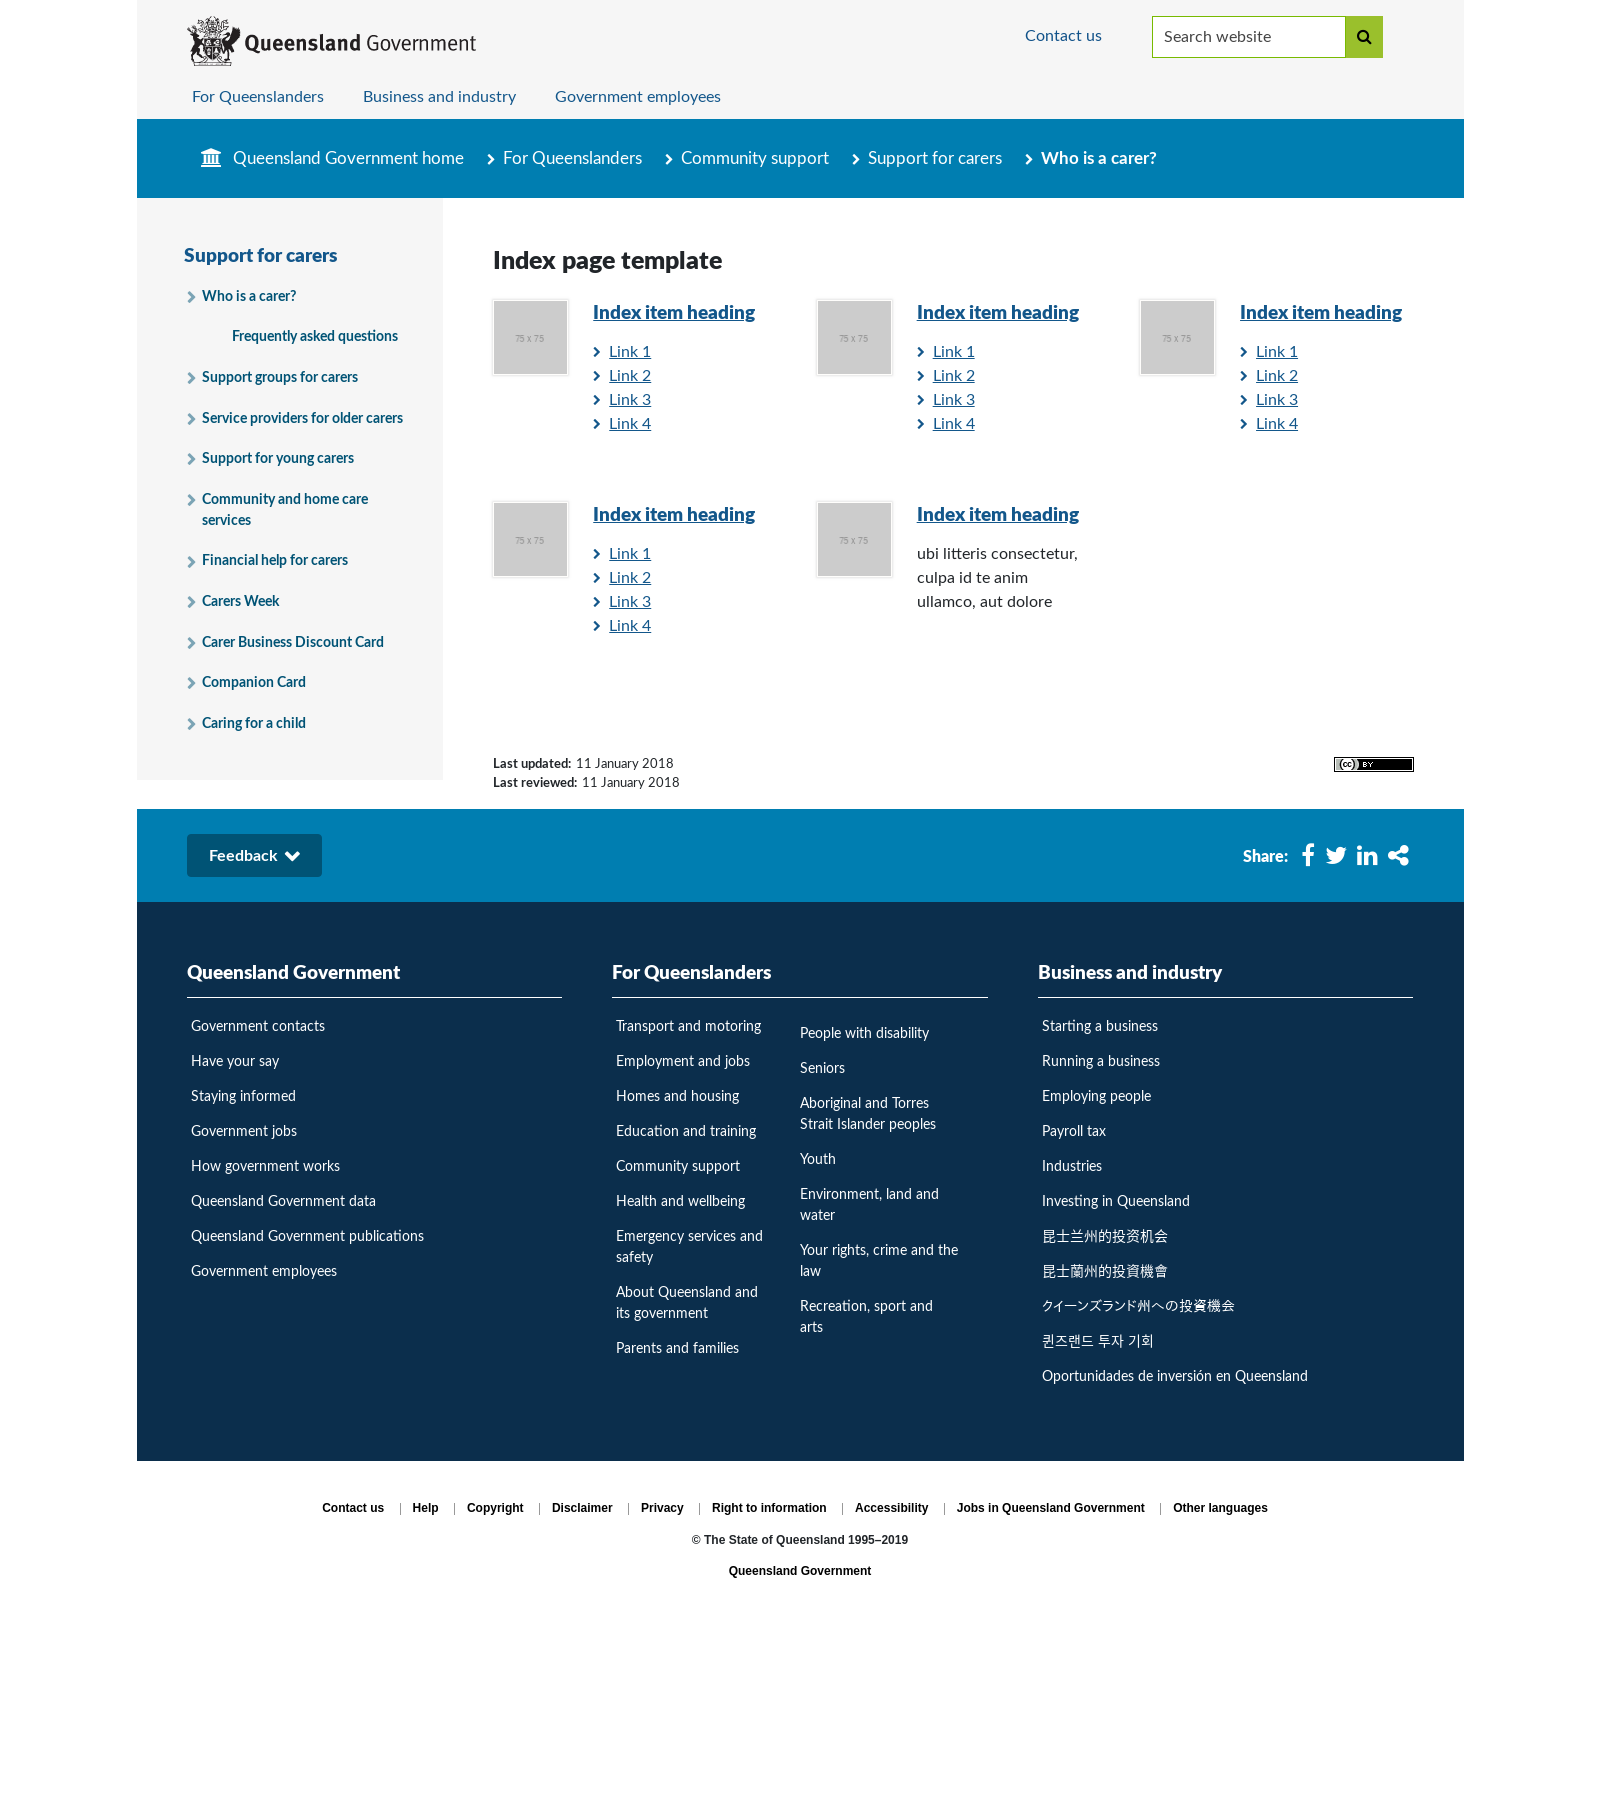 Queensland Government
Contact us
Search website
For Queenslanders
Business and industry
Government employees
Queensland Government home
For Queenslanders
Community support
Support for carers
Who is a carer?
Support for carers
Who is a carer?
Frequently asked questions
Support groups for carers
Service providers for older carers
Support for young carers
Community and home care
services
Financial help for carers
Carers Week
Carer Business Discount Card
Companion Card
Caring for a child
Index page template
75 x 75
Index item heading
Link 1
Link 2
Link 3
Link 4
75 x 75
Index item heading
Link 1
Link 2
Link 3
Link 4
75 x 75
Index item heading
Link 1
Link 2
Link 3
Link 4
75 x 75
Index item heading
Link 1
Link 2
Link 3
Link 4
75 x 75
Index item heading
ubi litteris consectetur,
culpa id te anim
ullamco, aut dolore
Last updated: 11 January 2018
Last reviewed: 11 January 2018
(cc) BY
Feedback
Share:
Queensland Government
Government contacts
Have your say
Staying informed
Government jobs
How government works
Queensland Government data
Queensland Government publications
Government employees
For Queenslanders
Transport and motoring
Employment and jobs
Homes and housing
Education and training
Community support
Health and wellbeing
Emergency services and
safety
About Queensland and
its government
Parents and families
People with disability
Seniors
Aboriginal and Torres
Strait Islander peoples
Youth
Environment, land and
water
Your rights, crime and the
law
Recreation, sport and
arts
Business and industry
Starting a business
Running a business
Employing people
Payroll tax
Industries
Investing in Queensland
昆士兰州的投资机会
昆士蘭州的投資機會
クイーンズランド州への投資機会
퀸즈랜드 투자 기회
Oportunidades de inversión en Queensland
Contact us
Help
Copyright
Disclaimer
Privacy
Right to information
Accessibility
Jobs in Queensland Government
Other languages
© The State of Queensland 1995–2019
Queensland Government